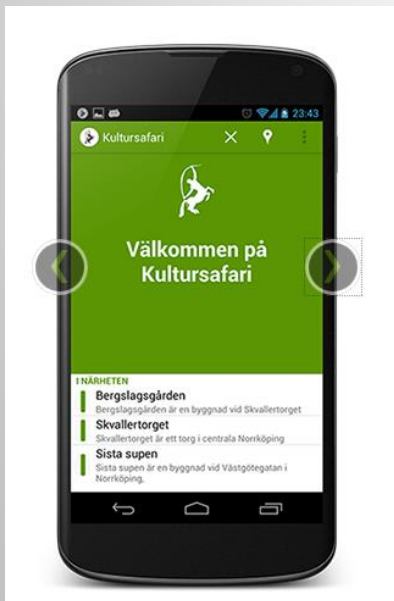 23:43
Kultursafari
Välkommen på
Kultursafari
I NÄRHETEN
Bergslagsgården
Bergslagsgården är en byggnad vid Skvallertorget
Skvallertorget
Skvallertorget är ett torg i centrala Norrköping
Sista supen
Sista supen är en byggnad vid Västgötegatan i
Norrköping,